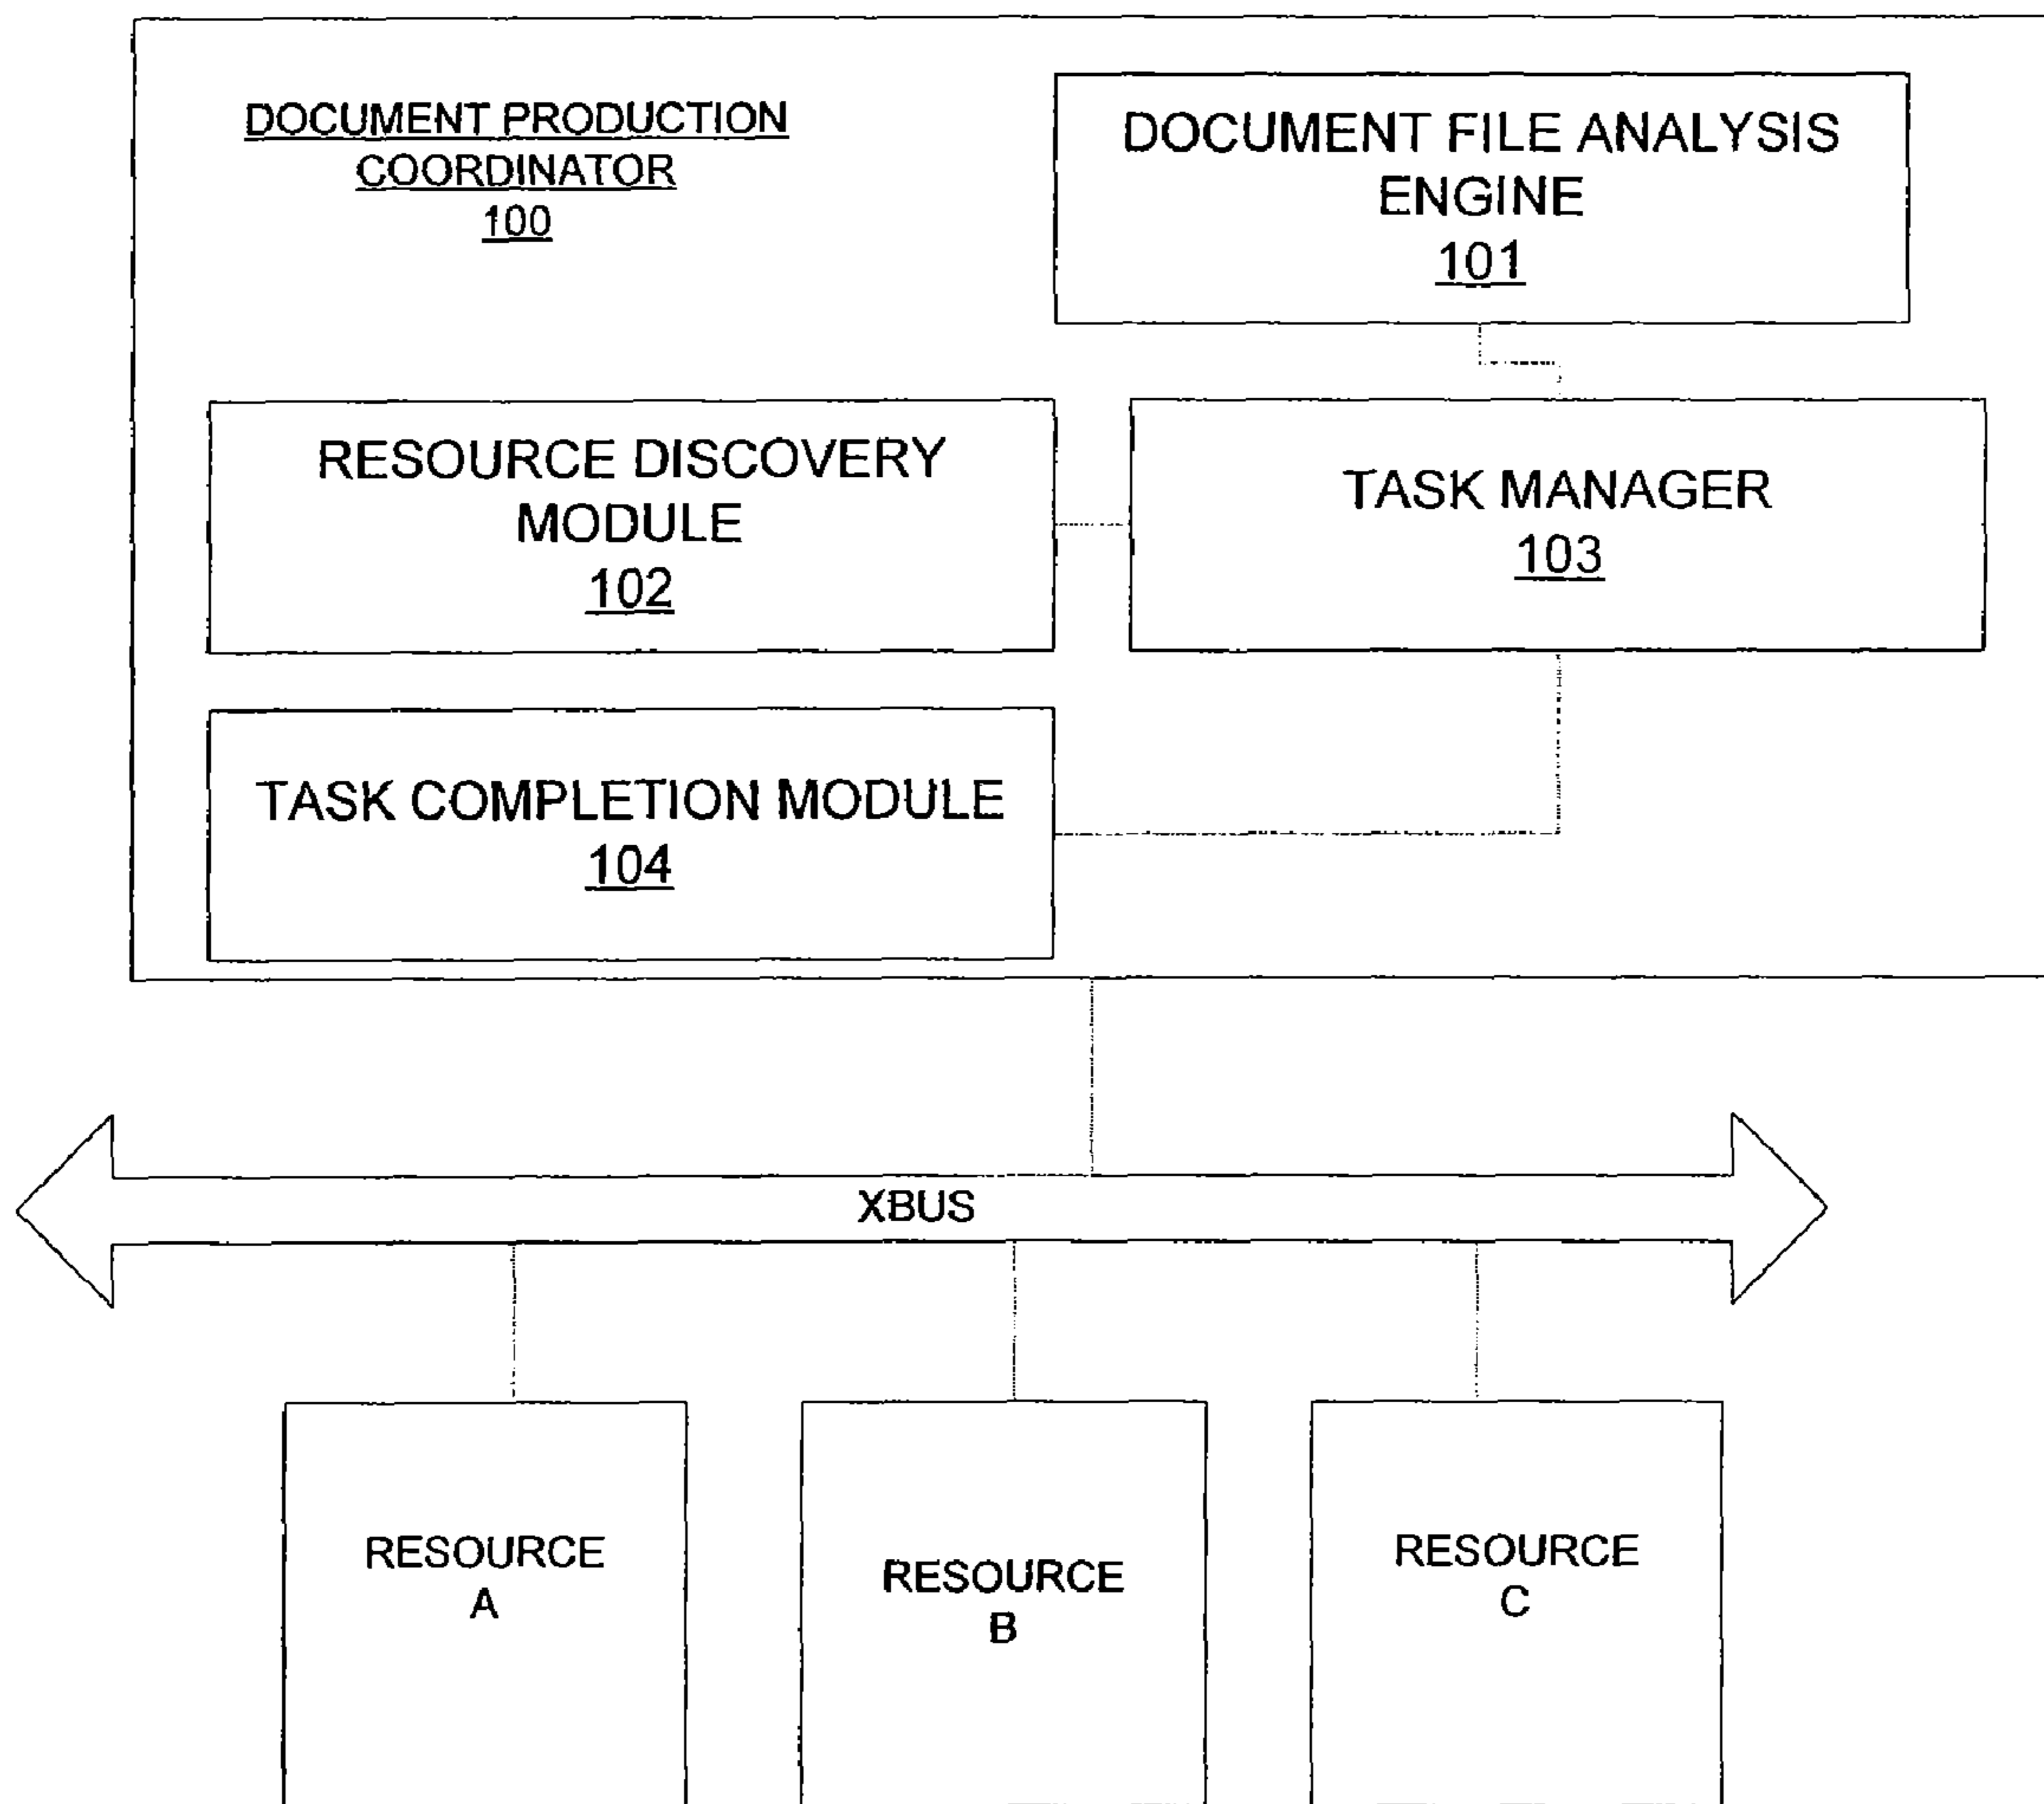 DOCUMENT PRODUCTION
COORDINATOR
100
DOCUMENT FILE ANALYSIS
ENGINE
101
RESOURCE DISCOVERY
MODULE
102
TASK MANAGER
103
TASK COMPLETION MODULE
104
XBUS
RESOURCE
A
RESOURCE
B
RESOURCE
C